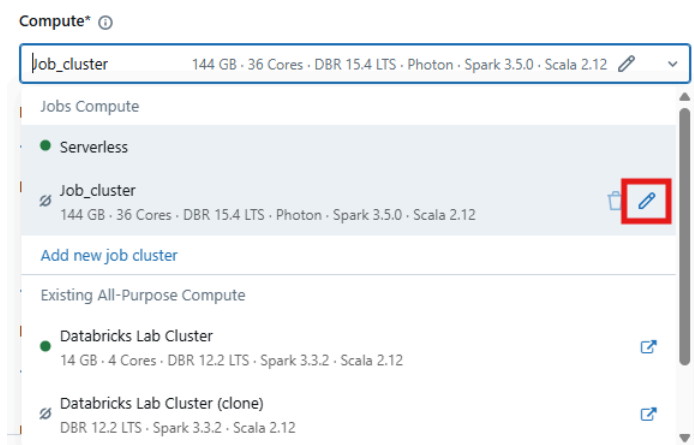 Compute*
Job_cluster 144 GB · 36 Cores · DBR 15.4 LTS · Photon · Spark 3.5.0 · Scala 2.12
Jobs Compute
Serverless
Job_cluster
144 GB · 36 Cores · DBR 15.4 LTS · Photon · Spark 3.5.0 · Scala 2.12
Add new job cluster
Existing All-Purpose Compute
Databricks Lab Cluster
14 GB · 4 Cores · DBR 12.2 LTS · Spark 3.3.2 · Scala 2.12
Databricks Lab Cluster (clone)
DBR 12.2 LTS · Spark 3.3.2 · Scala 2.12